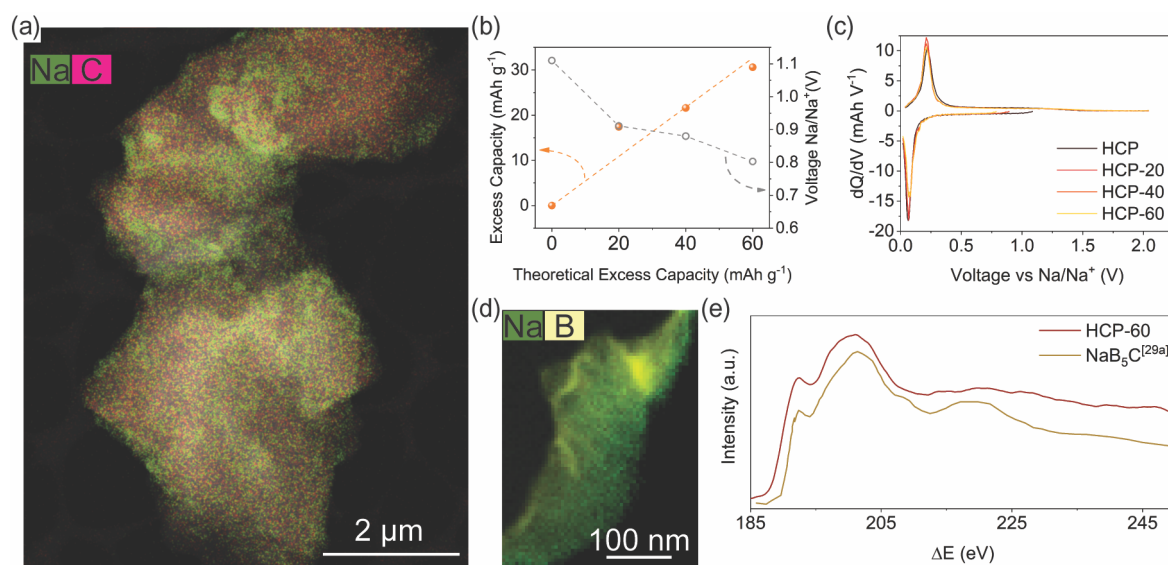 (a)
Na C
2 µm
(b)
Excess Capacity (mAh g⁻¹)
30
20
10
0
1.1
1.0
0.9
0.8
0.7
0.6
Voltage Na/Na⁺(V)
0 20 40 60
Theoretical Excess Capacity (mAh g⁻¹)
(c)
dQ/dV (mAh V⁻¹)
10
5
0
-5
-10
-15
-20
HCP
HCP-20
HCP-40
HCP-60
0.0 0.5 1.0 1.5 2.0
Voltage vs Na/Na⁺ (V)
(d)
Na B
100 nm
(e)
Intensity (a.u.)
HCP-60
NaB₅C[29a]
185 205 225 245
ΔE (eV)